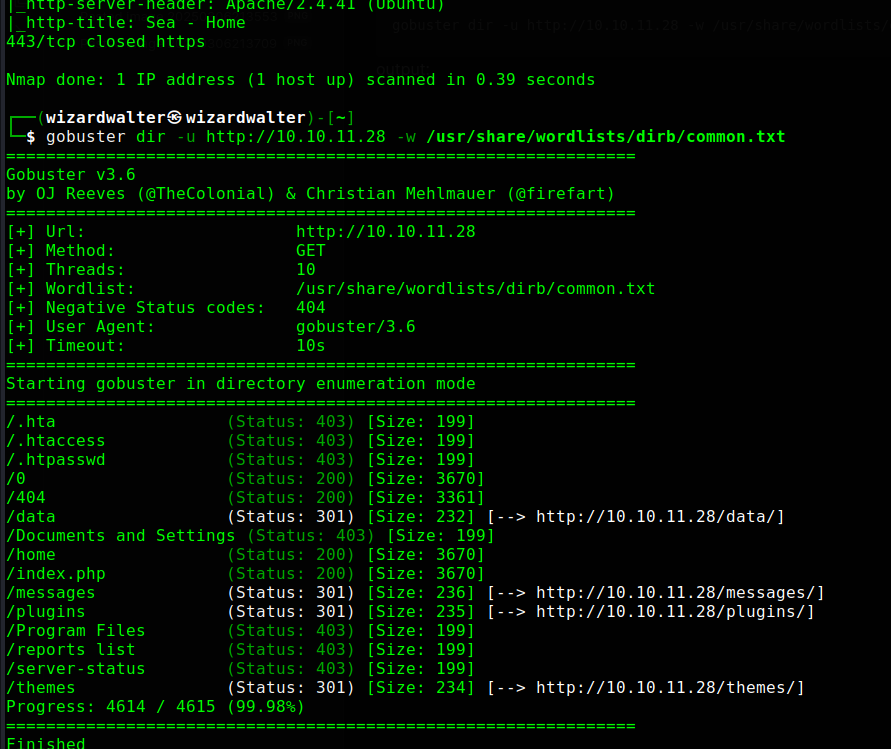 |_http-server-header: Apache/2.4.41 (Ubuntu)
|_http-title: Sea - Home
443/tcp closed https
Nmap done: 1 IP address (1 host up) scanned in 0.39 seconds
┌──(wizardwalter㉿wizardwalter)-[~]
└─$ gobuster dir -u http://10.10.11.28 -w /usr/share/wordlists/dirb/common.txt
===============================================================
Gobuster v3.6
by OJ Reeves (@TheColonial) & Christian Mehlmauer (@firefart)
===============================================================
[+] Url:                     http://10.10.11.28
[+] Method:                  GET
[+] Threads:                 10
[+] Wordlist:                /usr/share/wordlists/dirb/common.txt
[+] Negative Status codes:   404
[+] User Agent:              gobuster/3.6
[+] Timeout:                 10s
===============================================================
Starting gobuster in directory enumeration mode
===============================================================
/.hta                 (Status: 403) [Size: 199]
/.htaccess            (Status: 403) [Size: 199]
/.htpasswd            (Status: 403) [Size: 199]
/0                    (Status: 200) [Size: 3670]
/404                  (Status: 200) [Size: 3361]
/data                 (Status: 301) [Size: 232] [--> http://10.10.11.28/data/]
/Documents and Settings (Status: 403) [Size: 199]
/home                 (Status: 200) [Size: 3670]
/index.php            (Status: 200) [Size: 3670]
/messages             (Status: 301) [Size: 236] [--> http://10.10.11.28/messages/]
/plugins              (Status: 301) [Size: 235] [--> http://10.10.11.28/plugins/]
/Program Files        (Status: 403) [Size: 199]
/reports list         (Status: 403) [Size: 199]
/server-status        (Status: 403) [Size: 199]
/themes               (Status: 301) [Size: 234] [--> http://10.10.11.28/themes/]
Progress: 4614 / 4615 (99.98%)
===============================================================
Finished